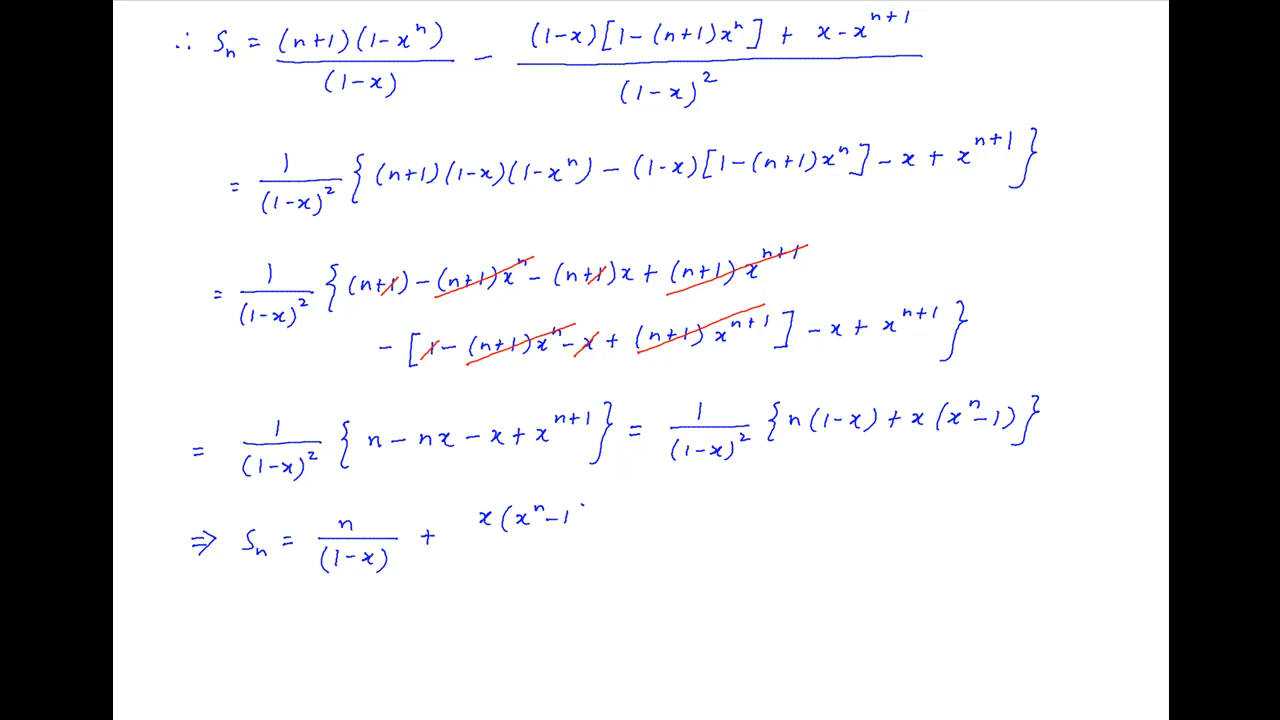 ∴ Sₙ = (n+1)(1-xⁿ)/(1-x) - ((1-x)[1-(n+1)xⁿ] + x - xⁿ⁺¹)/(1-x)²
= 1/(1-x)² {(n+1)(1-x)(1-xⁿ) - (1-x)[1-(n+1)xⁿ] - x + xⁿ⁺¹}
= 1/(1-x)² {(n+1) - (n+1)xⁿ - (n+1)x + (n+1)xⁿ⁺¹
- [1 - (n+1)xⁿ - x + (n+1)xⁿ⁺¹] - x + xⁿ⁺¹}
= 1/(1-x)² {n - nx - x + xⁿ⁺¹} = 1/(1-x)² {n(1-x) + x(xⁿ-1)}
⇒ Sₙ = n/(1-x) + x(xⁿ-1